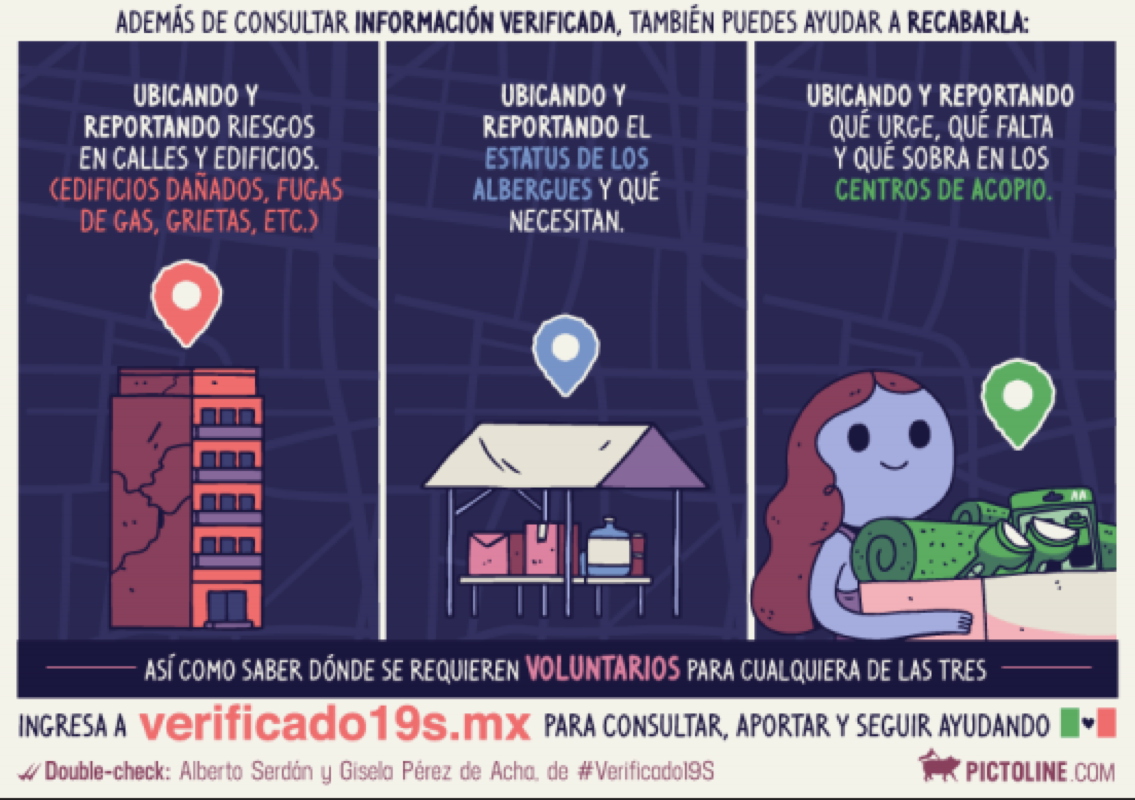 ADEMÁS DE CONSULTAR INFORMACIÓN VERIFICADA, TAMBIÉN PUEDES AYUDAR A RECABARLA:
UBICANDO Y
REPORTANDO RIESGOS
EN CALLES Y EDIFICIOS.
(EDIFICIOS DAÑADOS, FUGAS
DE GAS, GRIETAS, ETC.)
UBICANDO Y
REPORTANDO EL
ESTATUS DE LOS
ALBERGUES Y QUÉ
NECESITAN.
UBICANDO Y REPORTANDO
QUÉ URGE, QUÉ FALTA
Y QUÉ SOBRA EN LOS
CENTROS DE ACOPIO.
AA
ASÍ COMO SABER DÓNDE SE REQUIEREN VOLUNTARIOS PARA CUALQUIERA DE LAS TRES
INGRESA A verificado19s.mx PARA CONSULTAR, APORTAR Y SEGUIR AYUDANDO
Double-check: Alberto Serdán y Gisela Pérez de Acha, de #Verificado19S
PICTOLINE.COM